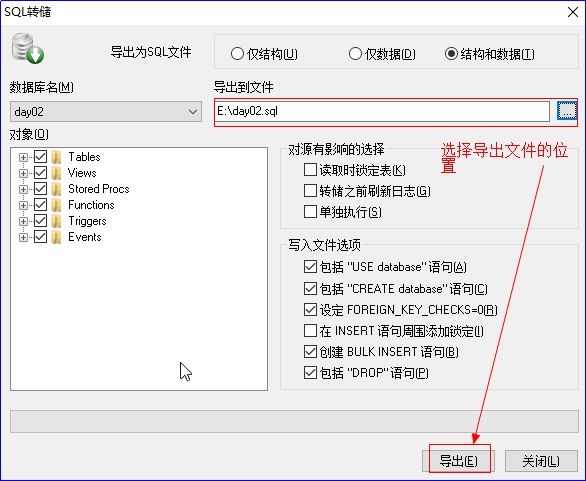 SQL转储
导出为SQL文件
仅结构(U)
仅数据(D)
结构和数据(T)
数据库名(M)
导出到文件
day02
E:\day02.sql
...
对象(O)
Tables
Views
Stored Procs
Functions
Triggers
Events
对源有影响的选择
选择导出文件的位
置
读取时锁定表(K)
转储之前刷新日志(G)
单独执行(S)
写入文件选项
包括 "USE database" 语句(A)
包括 "CREATE database" 语句(C)
设定 FOREIGN_KEY_CHECKS=0(R)
在 INSERT 语句周围添加锁定(I)
创建 BULK INSERT 语句(B)
包括 "DROP" 语句(P)
导出(E)
关闭(L)